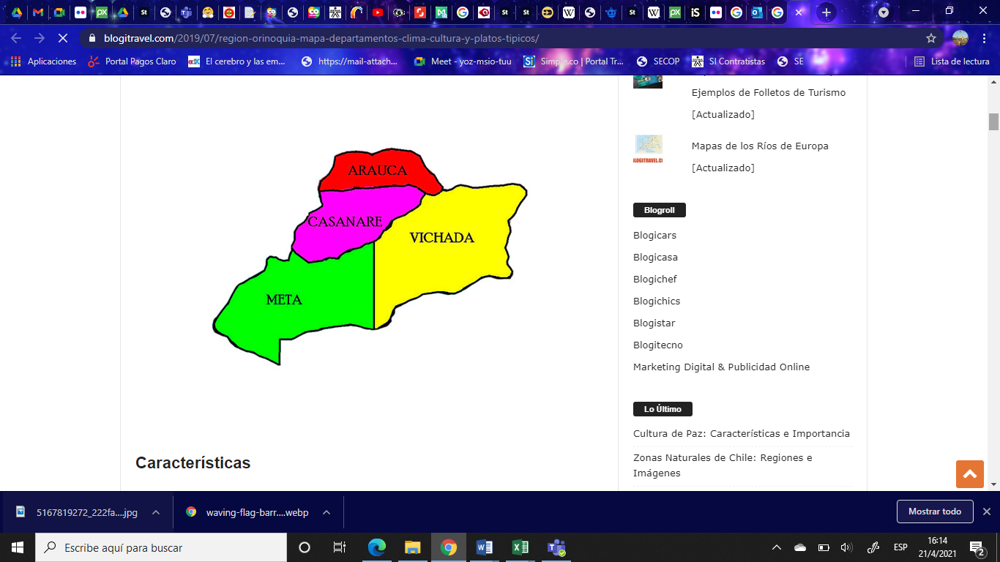 blogitravel.com/2019/07/region-orinoquia-mapa-departamentos-clima-cultura-y-platos-tipicos/
Aplicaciones
Portal Pagos Claro
El cerebro y las em...
https://mail-attach...
Meet - yoz-msio-tuu
Simple.co | Portal Tr...
SECOP
SI Contratistas
SE
Lista de lectura
ARAUCA
CASANARE
VICHADA
META
Características
Ejemplos de Folletos de Turismo
[Actualizado]
Mapas de los Ríos de Europa
[Actualizado]
Blogroll
Blogicars
Blogicasa
Blogichef
Blogichics
Blogistar
Blogitecno
Marketing Digital & Publicidad Online
Lo Último
Cultura de Paz: Características e Importancia
Zonas Naturales de Chile: Regiones e
Imágenes
5167819272_222fa....jpg
waving-flag-barr....webp
Mostrar todo
Escribe aquí para buscar
ESP
16:14
21/4/2021
2